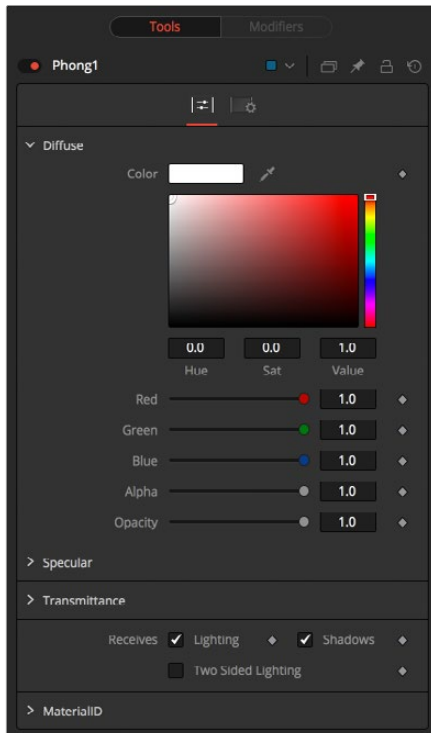 Tools Modifiers
Phong1
Diffuse
Color
0.0 0.0 1.0
Hue Sat Value
Red 1.0
Green 1.0
Blue 1.0
Alpha 1.0
Opacity 1.0
Specular
Transmittance
Receives Lighting Shadows
Two Sided Lighting
MaterialID